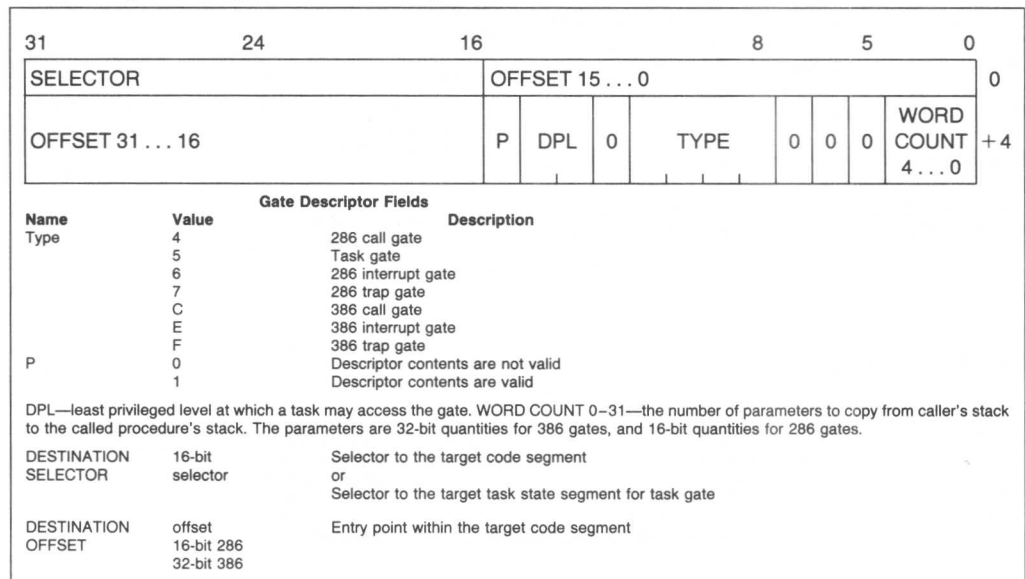 31 24 16 8 5 0
SELECTOR OFFSET 15 . . . 0 0
OFFSET 31 . . . 16 P DPL 0 TYPE 0 0 0 WORD COUNT 4 . . . 0 +4
Gate Descriptor Fields
Name Value Description
Type 4 286 call gate
5 Task gate
6 286 interrupt gate
7 286 trap gate
C 386 call gate
E 386 interrupt gate
F 386 trap gate
P 0 Descriptor contents are not valid
1 Descriptor contents are valid
DPL—least privileged level at which a task may access the gate. WORD COUNT 0–31—the number of parameters to copy from caller's stack
to the called procedure's stack. The parameters are 32-bit quantities for 386 gates, and 16-bit quantities for 286 gates.
DESTINATION 16-bit Selector to the target code segment
SELECTOR selector or
Selector to the target task state segment for task gate
DESTINATION offset Entry point within the target code segment
OFFSET 16-bit 286
32-bit 386